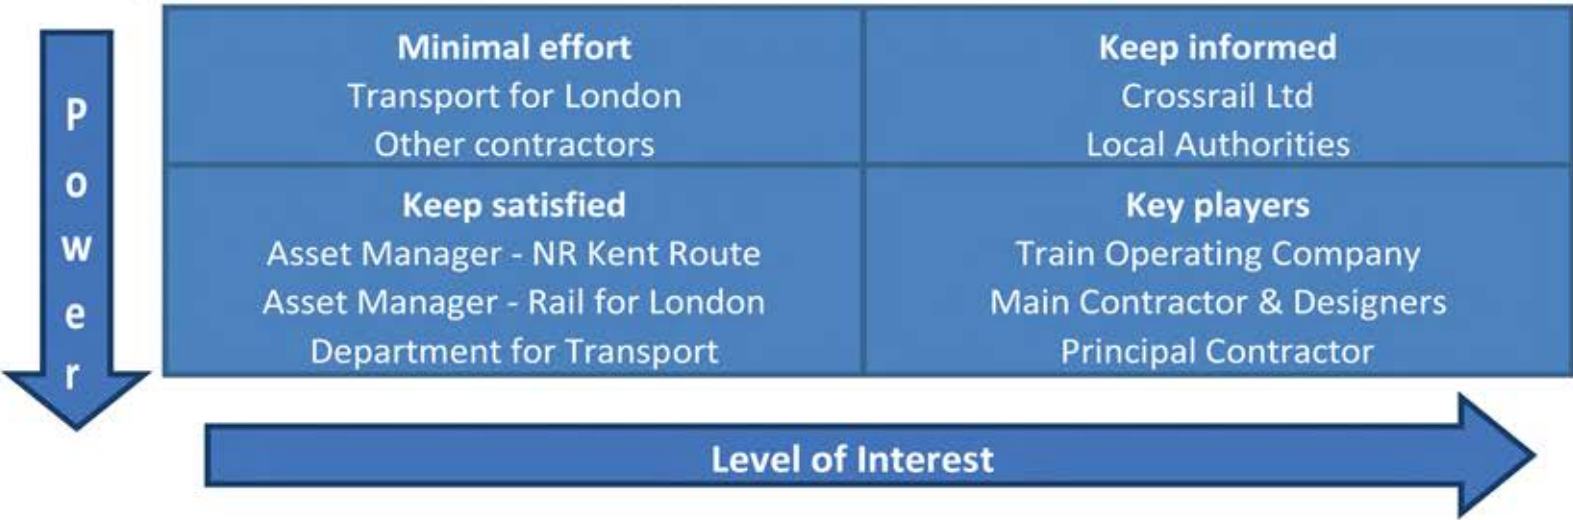 Power
Minimal effort
Transport for London
Other contractors
Keep informed
Crossrail Ltd
Local Authorities
Keep satisfied
Asset Manager - NR Kent Route
Asset Manager - Rail for London
Department for Transport
Key players
Train Operating Company
Main Contractor & Designers
Principal Contractor
Level of Interest